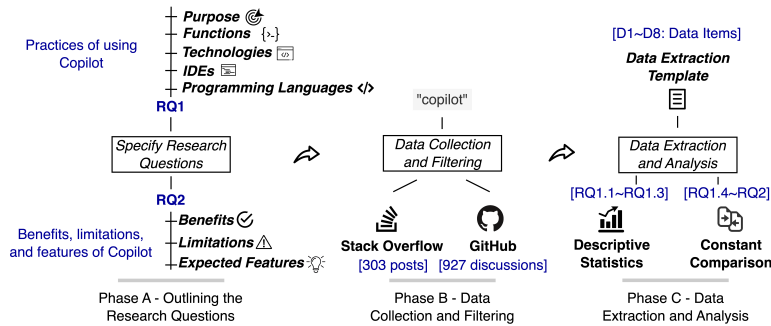 Purpose
Functions
Technologies
IDEs
Programming Languages
Practices of using
Copilot
RQ1
Specify Research
Questions
RQ2
Benefits, limitations,
and features of Copilot
Benefits
Limitations
Expected Features
Phase A - Outlining the
Research Questions
"copilot"
Data Collection
and Filtering
Stack Overflow
[303 posts]
GitHub
[927 discussions]
Phase B - Data
Collection and Filtering
[D1~D8: Data Items]
Data Extraction
Template
Data Extraction
and Analysis
[RQ1.1~RQ1.3]
[RQ1.4~RQ2]
Descriptive
Statistics
Constant
Comparison
Phase C - Data
Extraction and Analysis